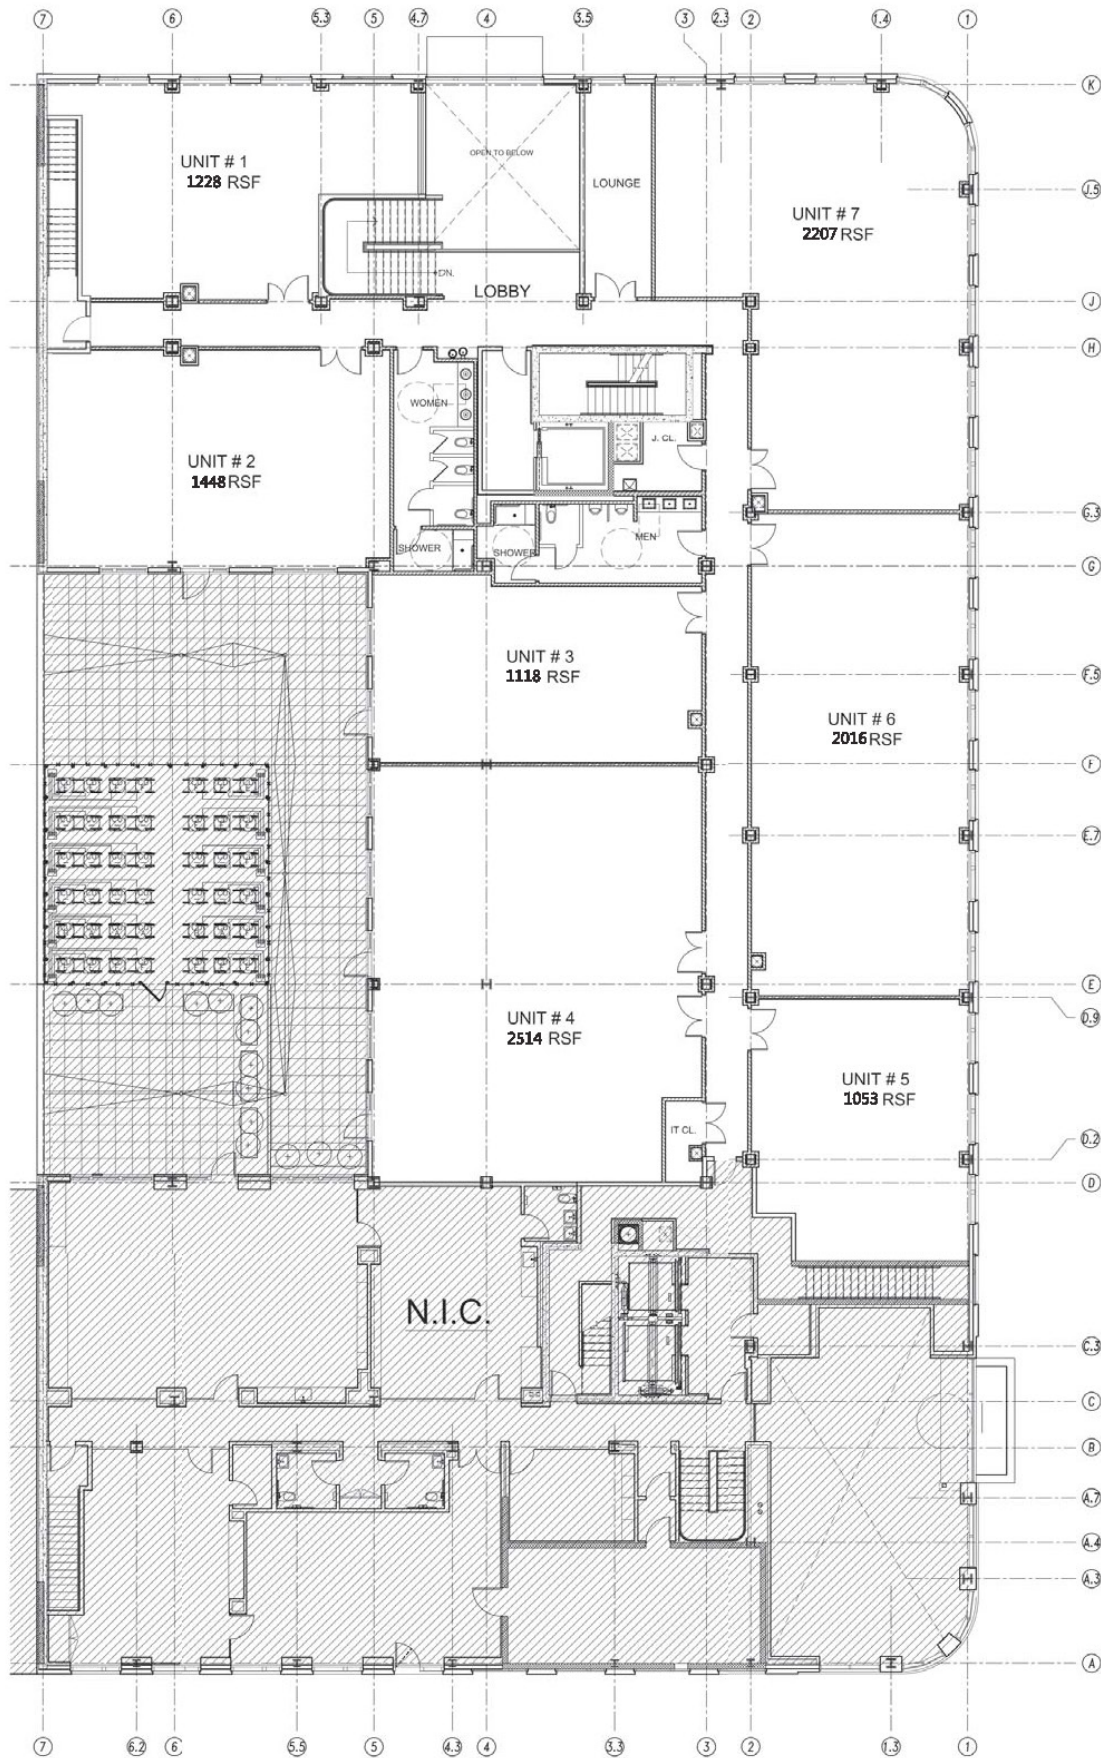 7
6
5.3
5
4.7
4
3.5
3
2.3
2
1.4
1
K
UNIT # 1
1228 RSF
OPEN TO BELOW
LOUNGE
J.5
UNIT # 7
2207 RSF
DN.
LOBBY
J
H
WOMEN
J. CL.
UNIT # 2
1448 RSF
G.3
MEN
SHOWER
SHOWER
G
UNIT # 3
1118 RSF
F.5
UNIT # 6
2016 RSF
F
E.7
E
UNIT # 4
2514 RSF
D.9
UNIT # 5
1053 RSF
IT CL.
D.2
D
N.I.C.
C.3
C
B
A.7
A.4
A.3
A
7
6.2
6
5.5
5
4.3
4
3.3
3
2
1.3
1